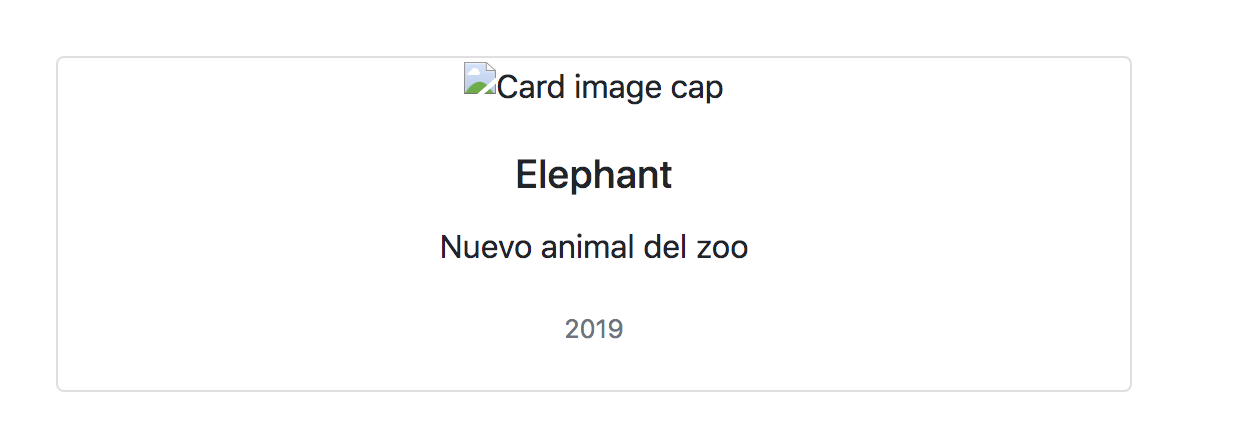 Card image cap
Elephant
Nuevo animal del zoo
2019